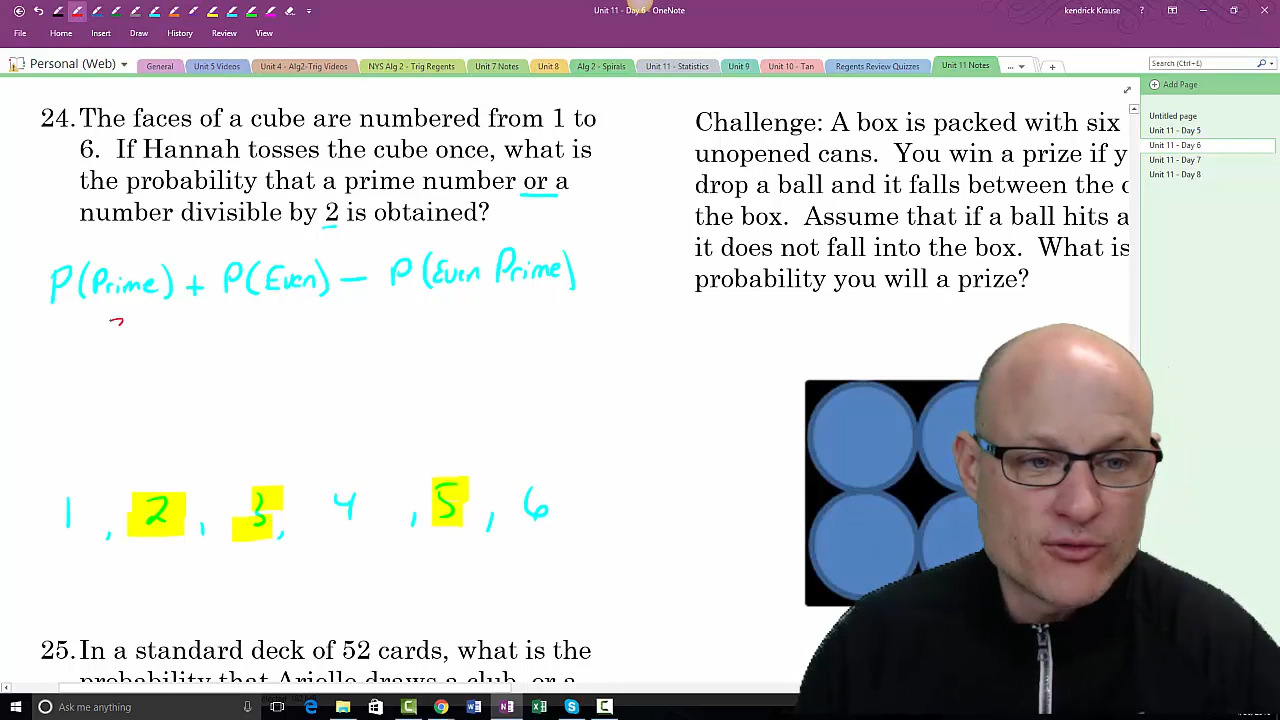 Unit 11 - Day 6 - OneNote
kendrick Krause
File Home Insert Draw History Review View
Personal (Web)
General
Unit 5 Videos
Unit 4 - Alg2-Trig Videos
NYS Alg 2 - Trig Regents
Unit 7 Notes
Unit 8
Alg 2 - Spirals
Unit 11 - Statistics
Unit 9
Unit 10 - Tan
Regents Review Quizzes
Unit 11 Notes
...
Search (Ctrl+E)
Add Page
Untitled page
Unit 11 - Day 5
Unit 11 - Day 6
Unit 11 - Day 7
Unit 11 - Day 8
24. The faces of a cube are numbered from 1 to
6. If Hannah tosses the cube once, what is
the probability that a prime number or a
number divisible by 2 is obtained?
P(Prime) + P(Even) - P(Even Prime)
1, 2, 3, 4, 5, 6
25. In a standard deck of 52 cards, what is the
probability that Arielle draws a club, or a
Challenge: A box is packed with six
unopened cans. You win a prize if y
drop a ball and it falls between the c
the box. Assume that if a ball hits a
it does not fall into the box. What is
probability you will a prize?
Ask me anything